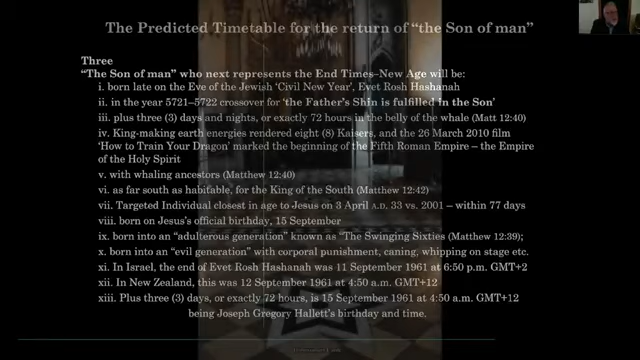 The Predicted Timetable for the return of “the Son of man”
Three
“The Son of man” who next represents the End Times–New Age will be:
i. born late on the Eve of the Jewish ‘Civil New Year’, Evet Rosh Hashanah
ii. in the year 5721–5722 crossover for ‘the Father’s Shin is fulfilled in the Son’
iii. plus three (3) days and nights, or exactly 72 hours in the belly of the whale (Matt 12:40)
iv. King-making earth energies rendered eight (8) Kaisers, and the 26 March 2010 film
‘How to Train Your Dragon’ marked the beginning of the Fifth Roman Empire – the Empire
of the Holy Spirit
v. with whaling ancestors (Matthew 12:40)
vi. as far south as habitable, for the King of the South (Matthew 12:42)
vii. Targeted Individual closest in age to Jesus on 3 April A.D. 33 vs. 2001 – within 77 days
viii. born on Jesus’s official birthday, 15 September
ix. born into an “adulterous generation” known as “The Swinging Sixties (Matthew 12:39);
x. born into an “evil generation” with corporal punishment, caning, whipping on stage etc.
xi. In Israel, the end of Evet Rosh Hashanah was 11 September 1961 at 6:50 p.m. GMT+2
xii. In New Zealand, this was 12 September 1961 at 4:50 a.m. GMT+12
xiii. Plus three (3) days, or exactly 72 hours, is 15 September 1961 at 4:50 a.m. GMT+12
being Joseph Gregory Hallett’s birthday and time.